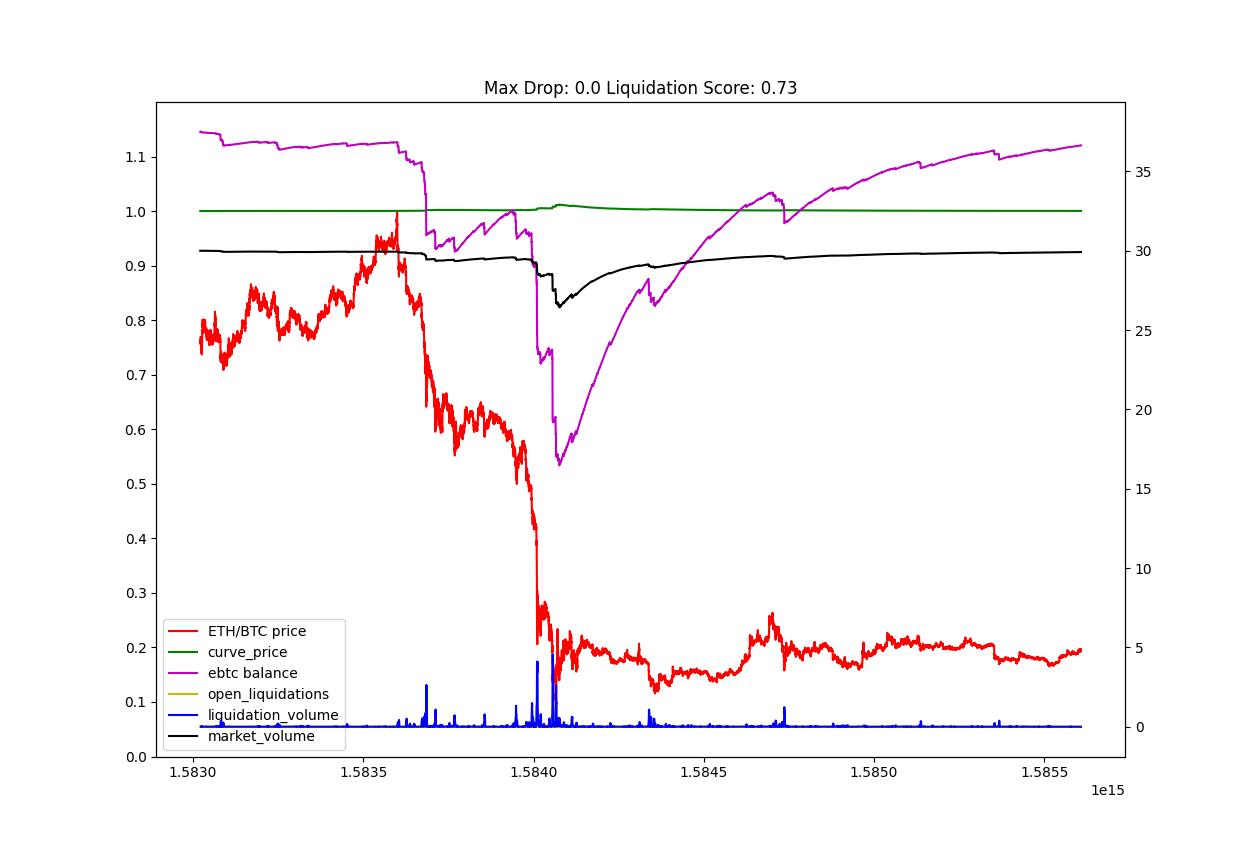 Max Drop: 0.0 Liquidation Score: 0.73
1.1
1.0
0.9
0.8
0.7
0.6
0.5
0.4
0.3
0.2
0.1
0.0
35
30
25
20
15
10
5
0
ETH/BTC price
curve_price
ebtc balance
open_liquidations
liquidation_volume
market_volume
1.5830 1.5835 1.5840 1.5845 1.5850 1.5855
1e15